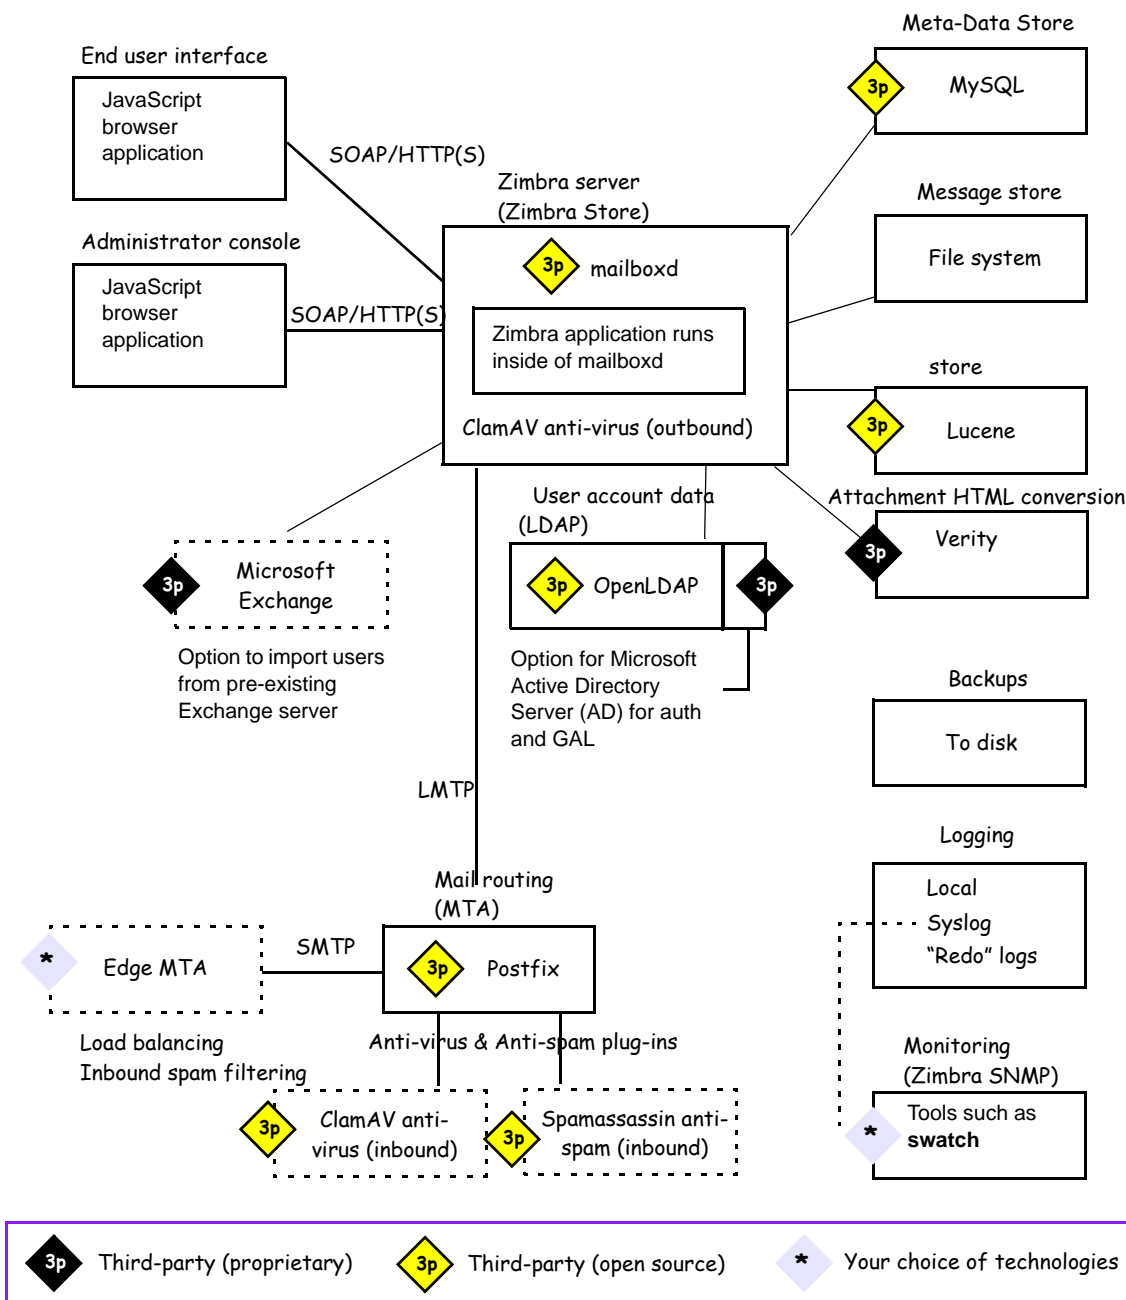 Meta-Data Store
3p
MySQL
End user interface
JavaScript
browser
application
SOAP/HTTP(S)
Zimbra server
(Zimbra Store)
Message store
File system
Administrator console
JavaScript
browser
application
SOAP/HTTP(S)
3p
mailboxd
Zimbra application runs
inside of mailboxd
ClamAV anti-virus (outbound)
store
3p
Lucene
Attachment HTML conversion
3p
Verity
User account data
(LDAP)
3p
OpenLDAP
3p
Option for Microsoft
Active Directory
Server (AD) for auth
and GAL
3p
Microsoft
Exchange
Option to import users
from pre-existing
Exchange server
Backups
To disk
LMTP
Logging
Local
Syslog
“Redo” logs
Mail routing
(MTA)
3p
Postfix
SMTP
*
Edge MTA
Load balancing
Inbound spam filtering
Anti-virus & Anti-spam plug-ins
3p
ClamAV anti-
virus (inbound)
3p
Spamassassin anti-
spam (inbound)
Monitoring
(Zimbra SNMP)
*
Tools such as
swatch
3p
Third-party (proprietary)
3p
Third-party (open source)
*
Your choice of technologies